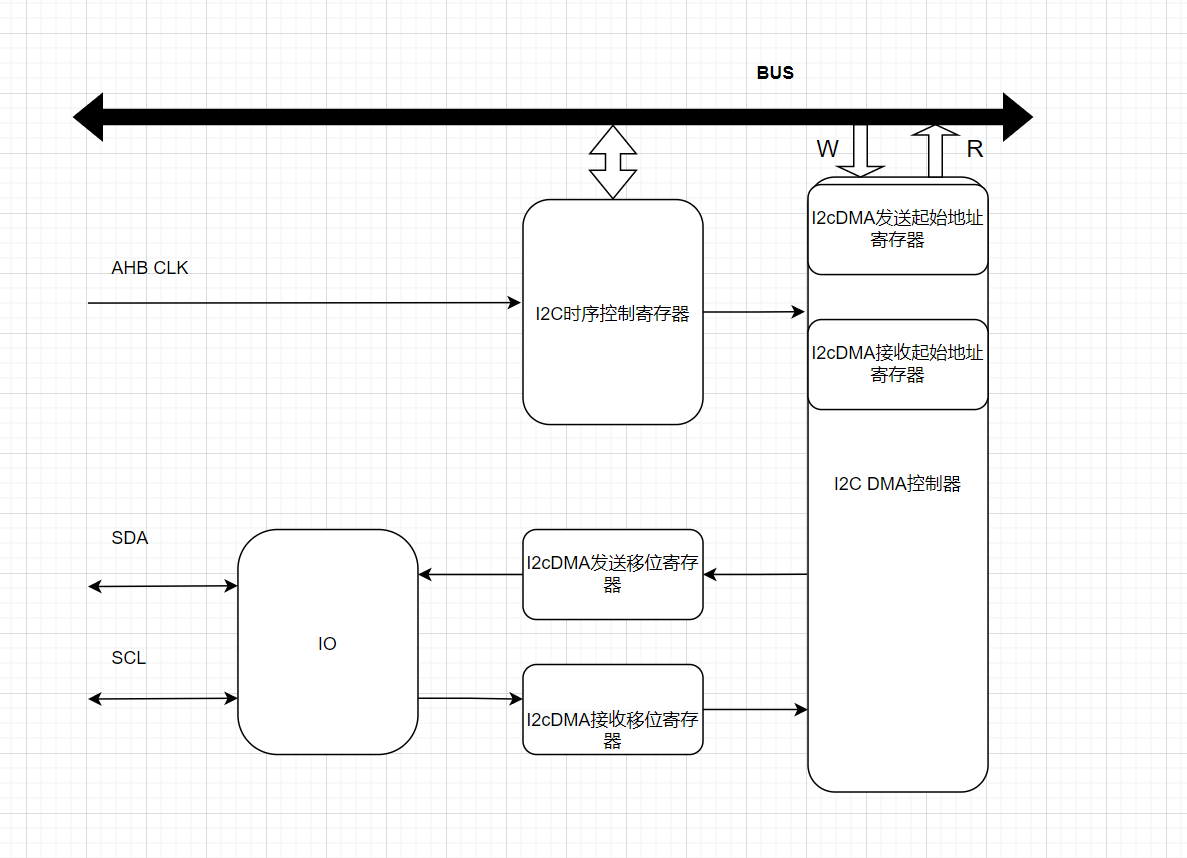 BUS
W
R
I2cDMA发送起始地址
寄存器
AHB CLK
I2C时序控制寄存器
I2cDMA接收起始地址
寄存器
I2C DMA控制器
SDA
I2cDMA发送移位寄存
器
IO
SCL
I2cDMA接收移位寄存
器